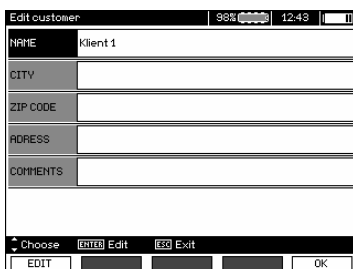 Edit customer 98% 12:43
NAME Klient 1
CITY
ZIP CODE
ADRESS
COMMENTS
Choose ENTER Edit ESC Exit
EDIT OK